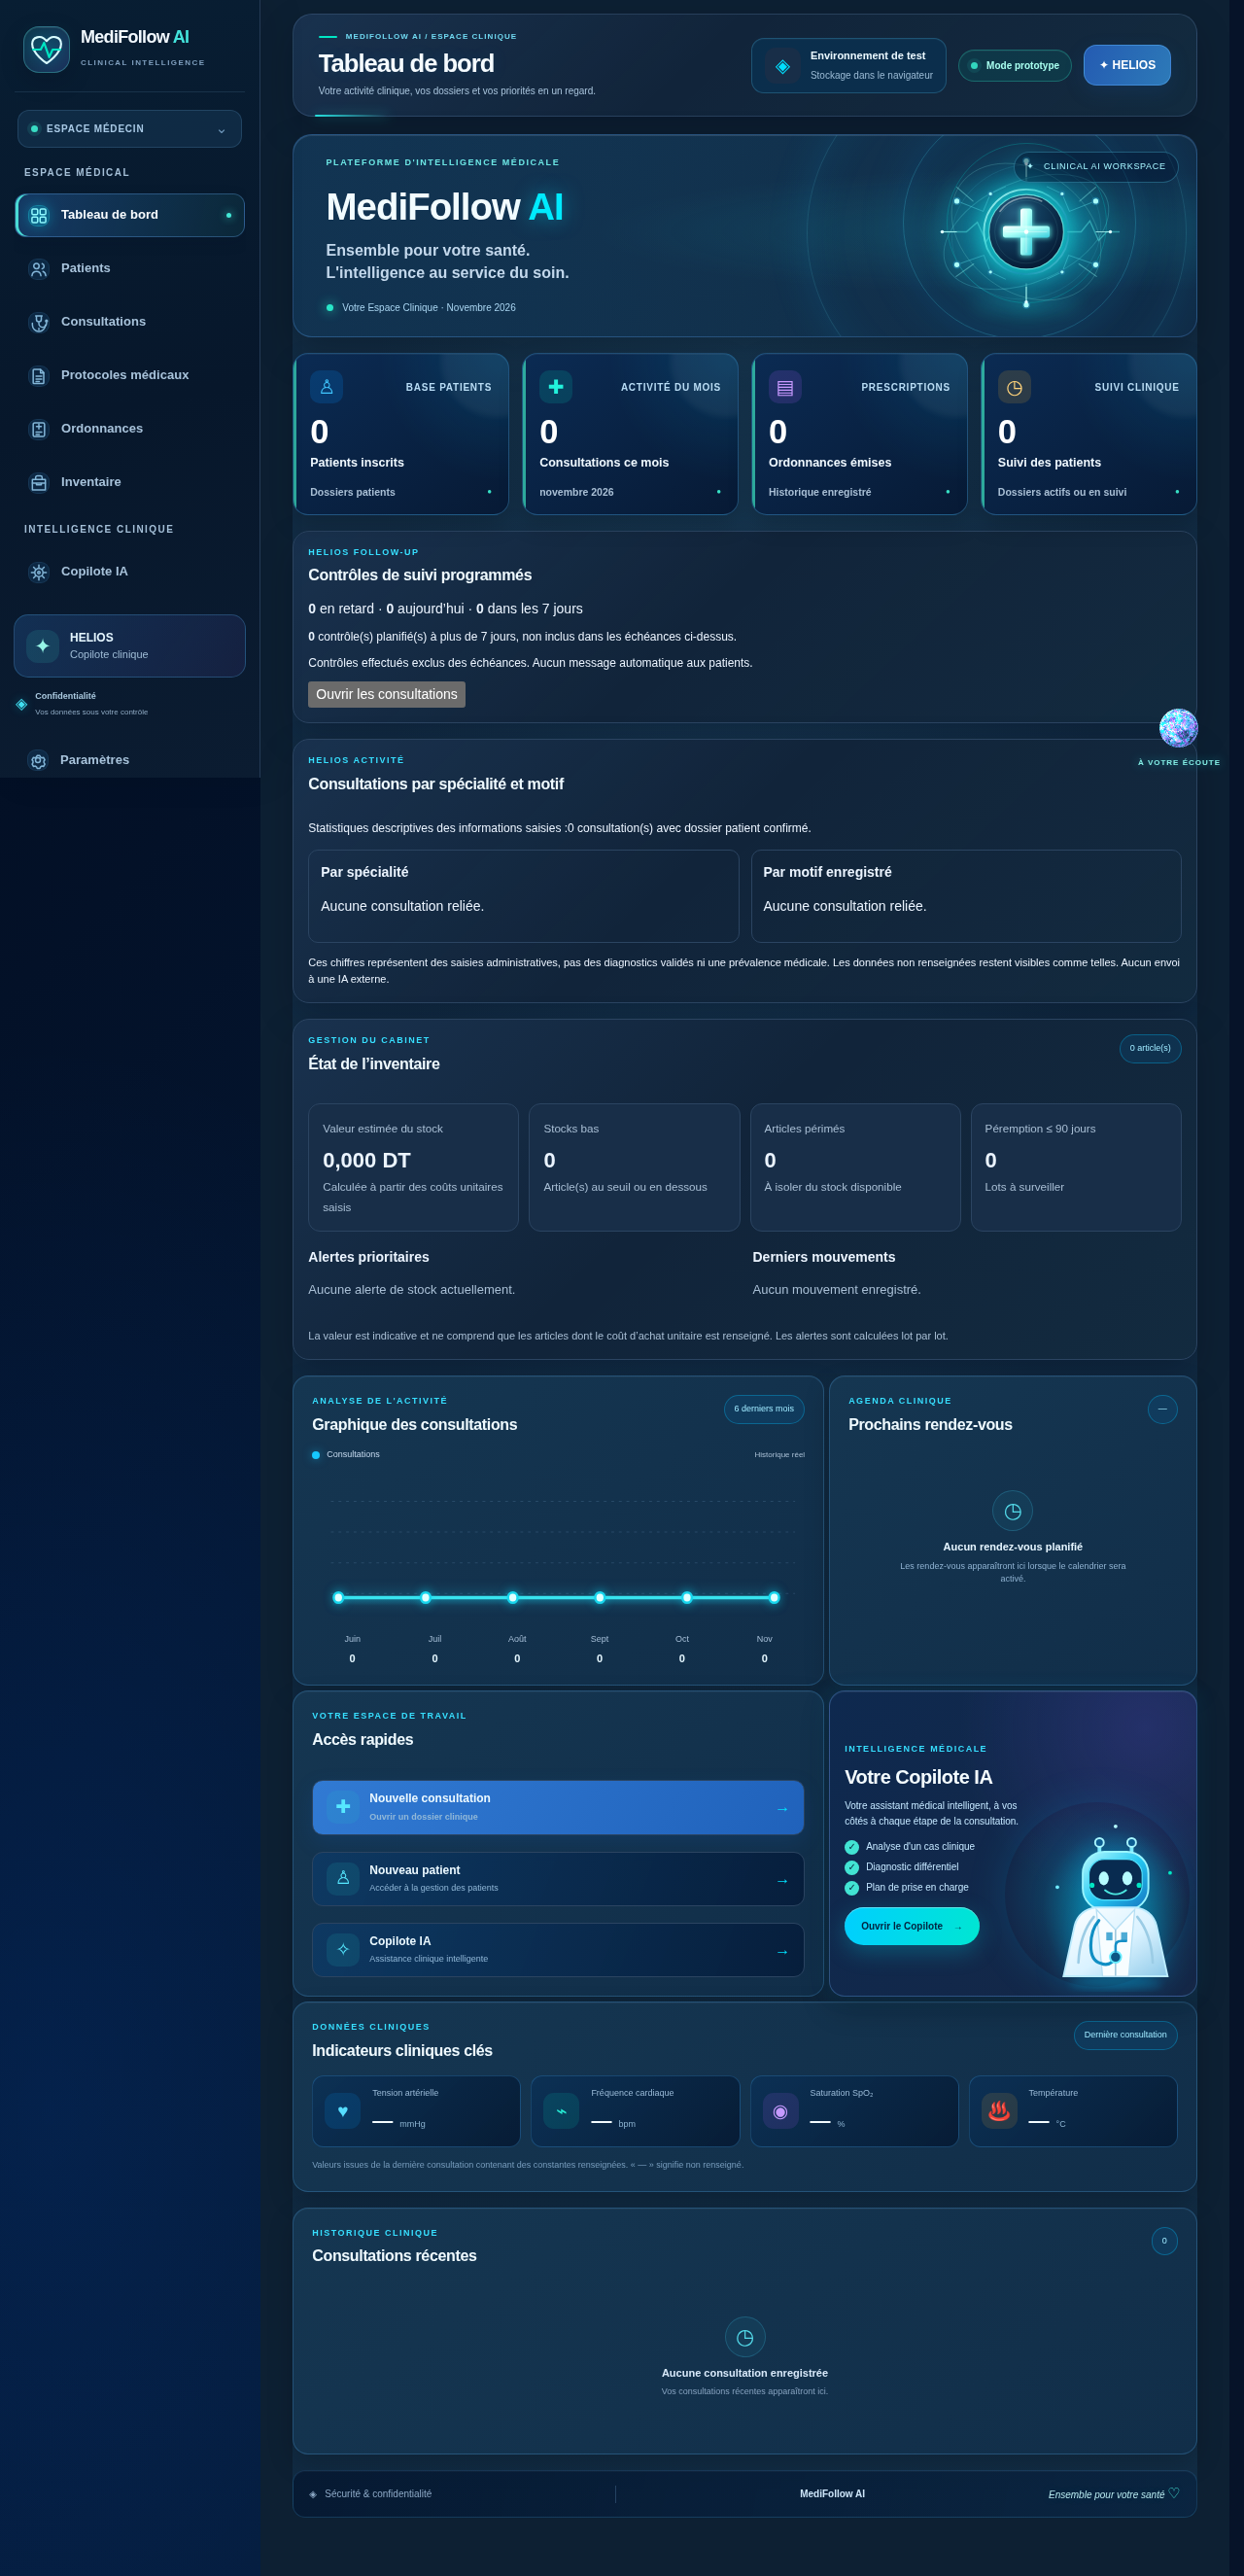 MediFollow AI
CLINICAL INTELLIGENCE
ESPACE MÉDECIN
ESPACE MÉDICAL
Tableau de bord
Patients
Consultations
Protocoles médicaux
Ordonnances
Inventaire
INTELLIGENCE CLINIQUE
Copilote IA
HELIOS
Copilote clinique
Confidentialité
Vos données sous votre contrôle
Paramètres
MEDIFOLLOW AI / ESPACE CLINIQUE
Tableau de bord
Votre activité clinique, vos dossiers et vos priorités en un regard.
Environnement de test
Stockage dans le navigateur
Mode prototype
HELIOS
PLATEFORME D'INTELLIGENCE MÉDICALE
CLINICAL AI WORKSPACE
MediFollow AI
Ensemble pour votre santé.
L'intelligence au service du soin.
Votre Espace Clinique · Novembre 2026
BASE PATIENTS
0
Patients inscrits
Dossiers patients
ACTIVITÉ DU MOIS
0
Consultations ce mois
novembre 2026
PRESCRIPTIONS
0
Ordonnances émises
Historique enregistré
SUIVI CLINIQUE
0
Suivi des patients
Dossiers actifs ou en suivi
HELIOS FOLLOW-UP
Contrôles de suivi programmés
0 en retard · 0 aujourd’hui · 0 dans les 7 jours
0 contrôle(s) planifié(s) à plus de 7 jours, non inclus dans les échéances ci-dessus.
Contrôles effectués exclus des échéances. Aucun message automatique aux patients.
Ouvrir les consultations
À VOTRE ÉCOUTE
HELIOS ACTIVITÉ
Consultations par spécialité et motif
Statistiques descriptives des informations saisies :0 consultation(s) avec dossier patient confirmé.
Par spécialité
Aucune consultation reliée.
Par motif enregistré
Aucune consultation reliée.
Ces chiffres représentent des saisies administratives, pas des diagnostics validés ni une prévalence médicale. Les données non renseignées restent visibles comme telles. Aucun envoi
à une IA externe.
GESTION DU CABINET
État de l’inventaire
0 article(s)
Valeur estimée du stock
0,000 DT
Calculée à partir des coûts unitaires
saisis
Stocks bas
0
Article(s) au seuil ou en dessous
Articles périmés
0
À isoler du stock disponible
Péremption ≤ 90 jours
0
Lots à surveiller
Alertes prioritaires
Aucune alerte de stock actuellement.
Derniers mouvements
Aucun mouvement enregistré.
La valeur est indicative et ne comprend que les articles dont le coût d’achat unitaire est renseigné. Les alertes sont calculées lot par lot.
ANALYSE DE L'ACTIVITÉ
Graphique des consultations
6 derniers mois
Consultations
Historique réel
Juin Juil Août Sept Oct Nov
0 0 0 0 0 0
AGENDA CLINIQUE
Prochains rendez-vous
—
Aucun rendez-vous planifié
Les rendez-vous apparaîtront ici lorsque le calendrier sera
activé.
VOTRE ESPACE DE TRAVAIL
Accès rapides
Nouvelle consultation
Ouvrir un dossier clinique
→
Nouveau patient
Accéder à la gestion des patients
→
Copilote IA
Assistance clinique intelligente
→
INTELLIGENCE MÉDICALE
Votre Copilote IA
Votre assistant médical intelligent, à vos
côtés à chaque étape de la consultation.
✓ Analyse d'un cas clinique
✓ Diagnostic différentiel
✓ Plan de prise en charge
Ouvrir le Copilote →
DONNÉES CLINIQUES
Indicateurs cliniques clés
Dernière consultation
Tension artérielle
— mmHg
Fréquence cardiaque
— bpm
Saturation SpO₂
— %
Température
— °C
Valeurs issues de la dernière consultation contenant des constantes renseignées. « — » signifie non renseigné.
HISTORIQUE CLINIQUE
Consultations récentes
0
Aucune consultation enregistrée
Vos consultations récentes apparaîtront ici.
Sécurité & confidentialité
MediFollow AI
Ensemble pour votre santé ♡